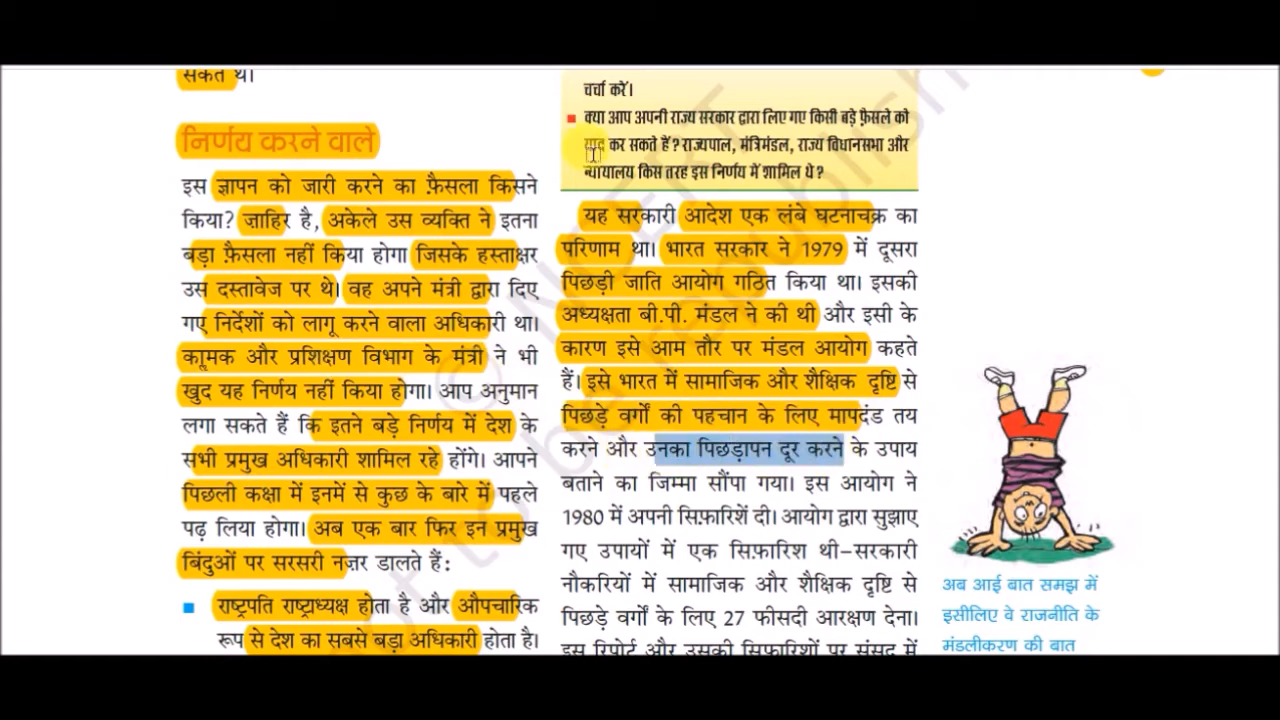 सकते थे।
निर्णय करने वाले
इस ज्ञापन को जारी करने का फ़ैसला किसने
किया? ज़ाहिर है, अकेले उस व्यक्ति ने इतना
बड़ा फ़ैसला नहीं किया होगा जिसके हस्ताक्षर
उस दस्तावेज पर थे। वह अपने मंत्री द्वारा दिए
गए निर्देशों को लागू करने वाला अधिकारी था।
और प्रशिक्षण विभाग के मंत्री ने भी
खुद यह निर्णय नहीं किया होगा। आप अनुमान
लगा सकते हैं कि इतने बड़े निर्णय में देश के
सभी प्रमुख अधिकारी शामिल रहे होंगे। आपने
पिछली कक्षा में इनमें से कुछ के बारे में पहले
पढ़ लिया होगा। अब एक बार फिर इन प्रमुख
बिंदुओं पर सरसरी नज़र डालते हैं:
राष्ट्रपति राष्ट्राध्यक्ष होता है और औपचारिक
रूप से देश का सबसे बड़ा अधिकारी होता है।
चर्चा करें।
क्या आप अपनी राज्य सरकार द्वारा लिए गए किसी बड़े फ़ैसले को
याद कर सकते हैं? राज्यपाल, मंत्रिमंडल, राज्य विधानसभा और
न्यायालय किस तरह इस निर्णय में शामिल थे?
यह सरकारी आदेश एक लंबे घटनाचक्र का
परिणाम था। भारत सरकार ने 1979 में दूसरा
पिछड़ी जाति आयोग गठित किया था। इसकी
अध्यक्षता बी.पी. मंडल ने की थी और इसी के
कारण इसे आम तौर पर मंडल आयोग कहते
हैं। इसे भारत में सामाजिक और शैक्षिक दृष्टि से
पिछड़े वर्गों की पहचान के लिए मापदंड तय
करने और उनका पिछड़ापन दूर करने के उपाय
बताने का जिम्मा सौंपा गया। इस आयोग ने
1980 में अपनी सिफ़ारिशें दी। आयोग द्वारा सुझाए
गए उपायों में एक सिफ़ारिश थी–सरकारी
नौकरियों में सामाजिक और शैक्षिक दृष्टि से
पिछड़े वर्गों के लिए 27 फीसदी आरक्षण देना।
इस रिपोर्ट और उसकी सिफ़ारिशों पर संसद में
अब आई बात समझ में
इसीलिए वे राजनीति के
मंडलीकरण की बात